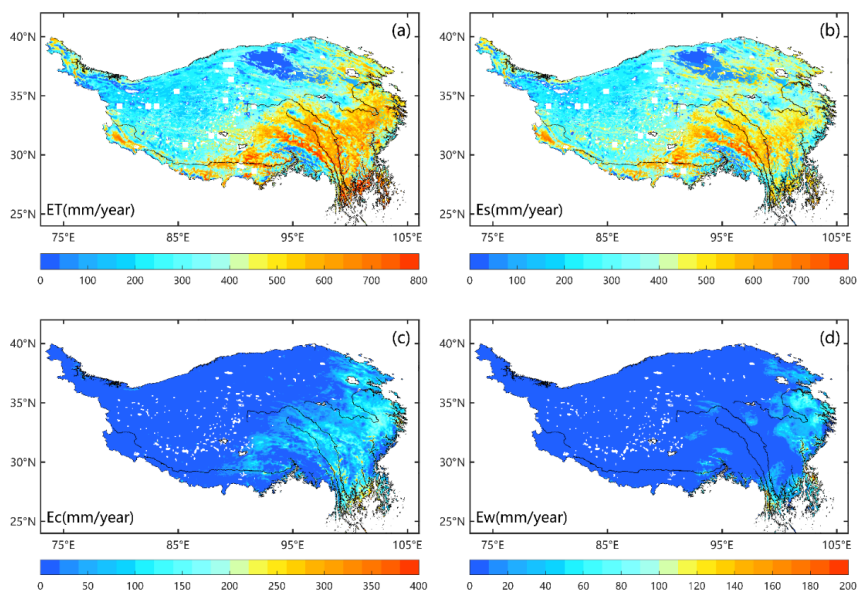 (a)
40°N
35°N
30°N
25°N
ET(mm/year)
75°E 85°E 95°E 105°E
0 100 200 300 400 500 600 700 800
(b)
40°N
35°N
30°N
25°N
Es(mm/year)
75°E 85°E 95°E 105°E
0 100 200 300 400 500 600 700 800
(c)
40°N
35°N
30°N
25°N
Ec(mm/year)
75°E 85°E 95°E 105°E
0 50 100 150 200 250 300 350 400
(d)
40°N
35°N
30°N
25°N
Ew(mm/year)
75°E 85°E 95°E 105°E
0 20 40 60 80 100 120 140 160 180 200